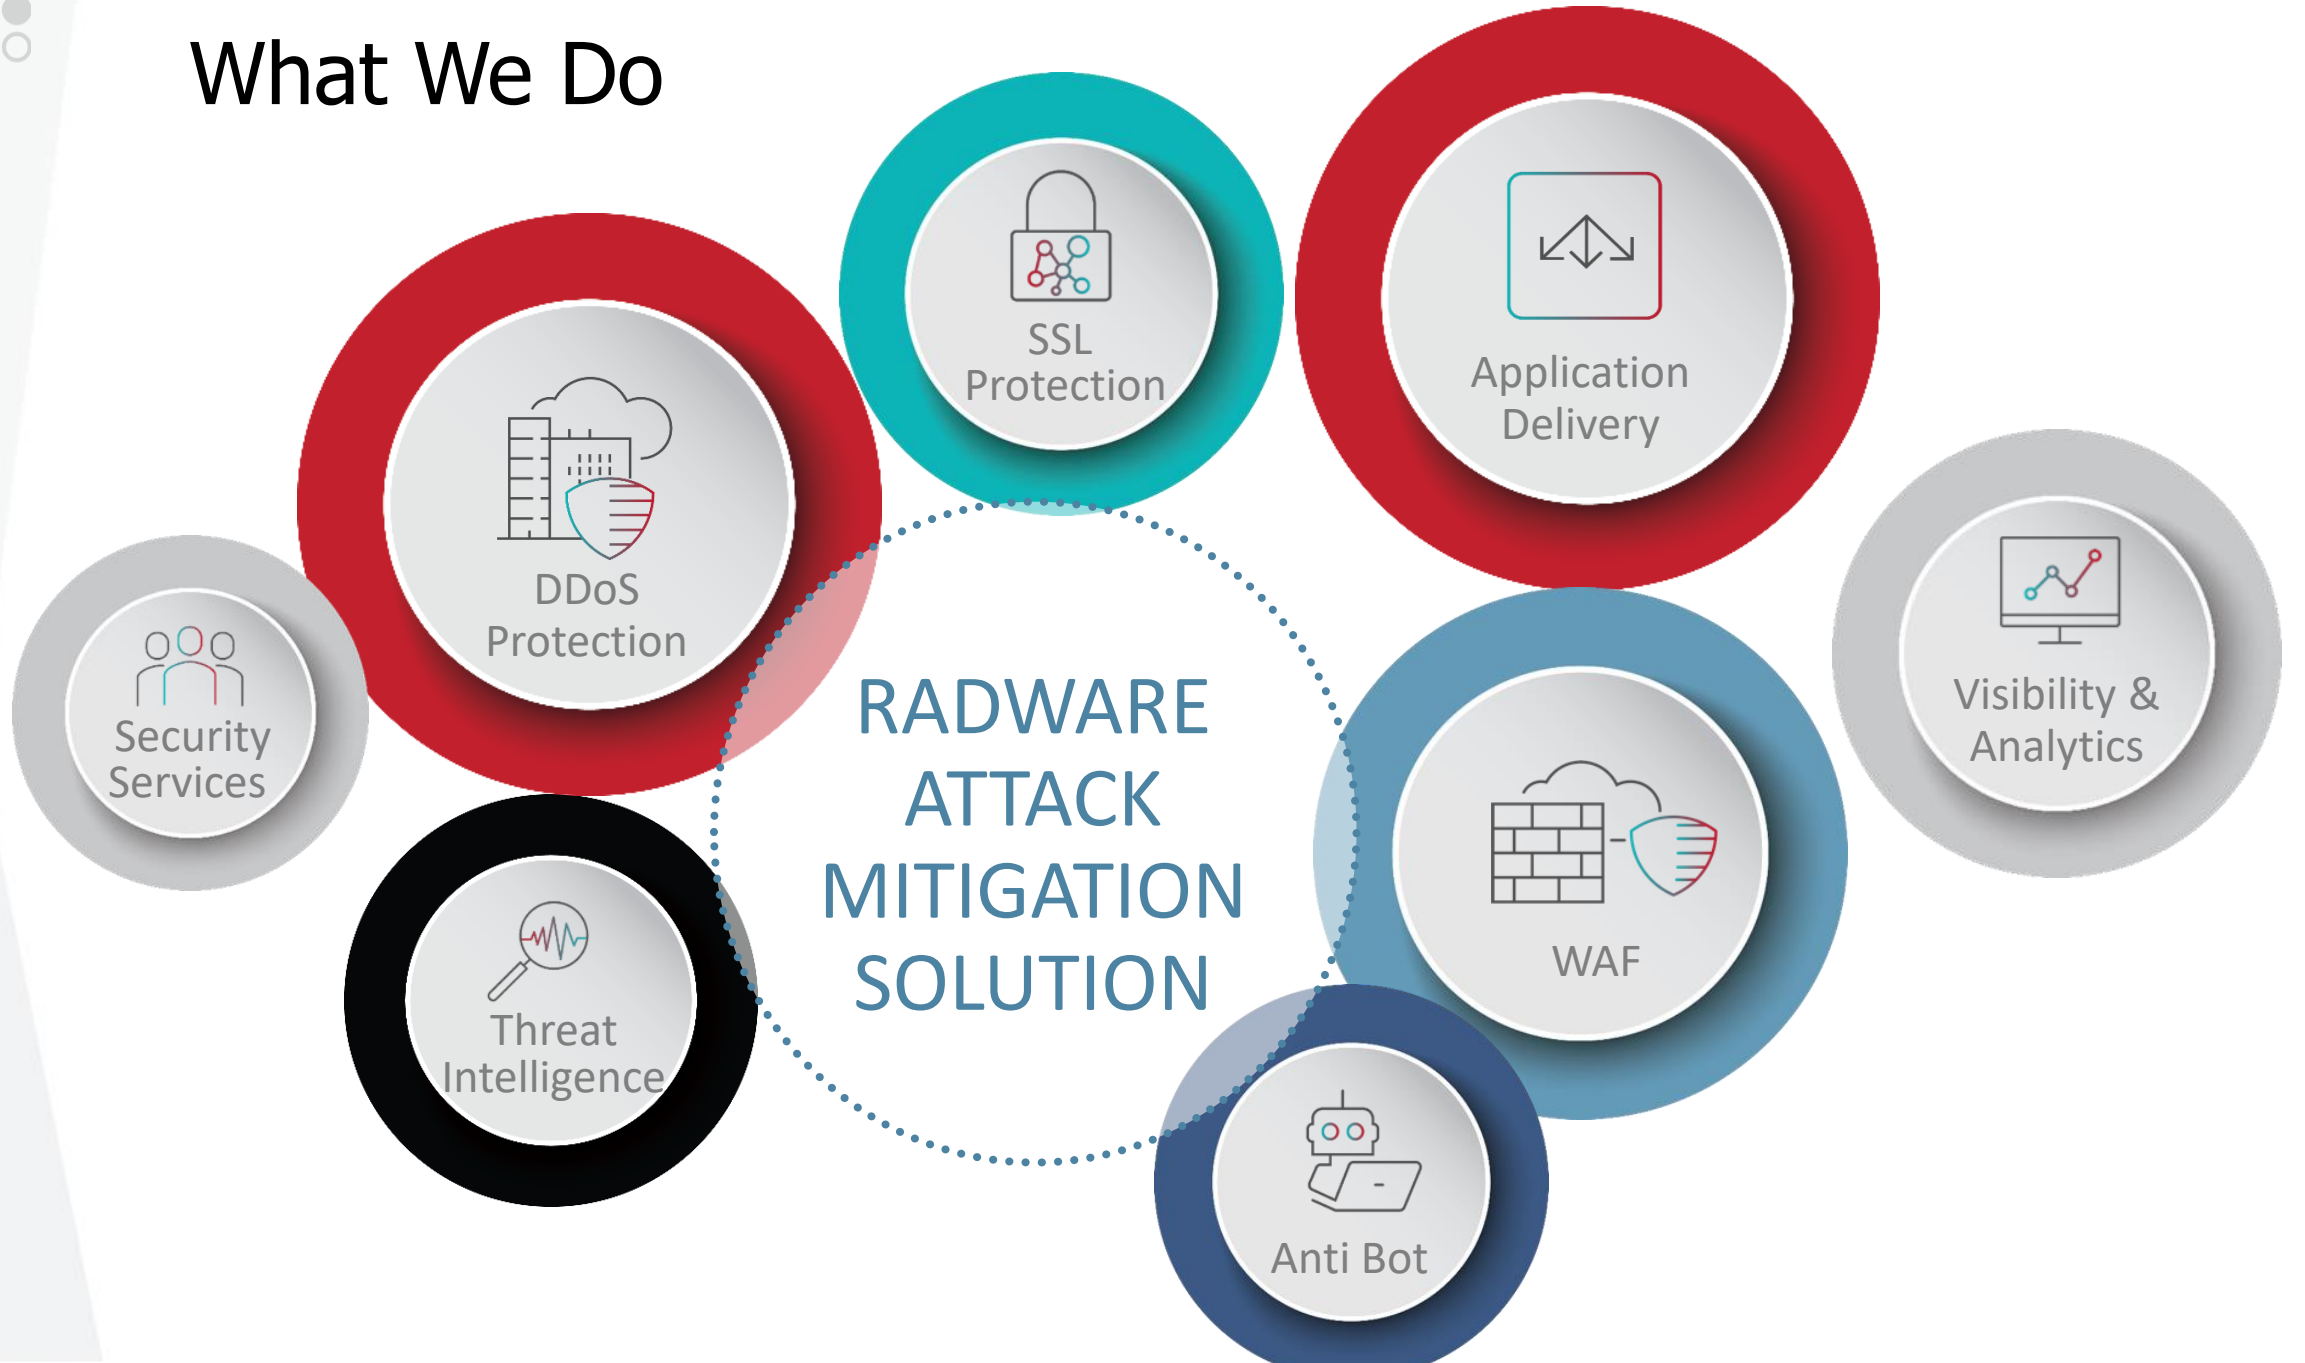 What We Do
SSL
Protection
Application
Delivery
DDoS
Protection
Security
Services
Visibility &
Analytics
RADWARE
ATTACK
MITIGATION
SOLUTION
WAF
Threat
Intelligence
Anti Bot